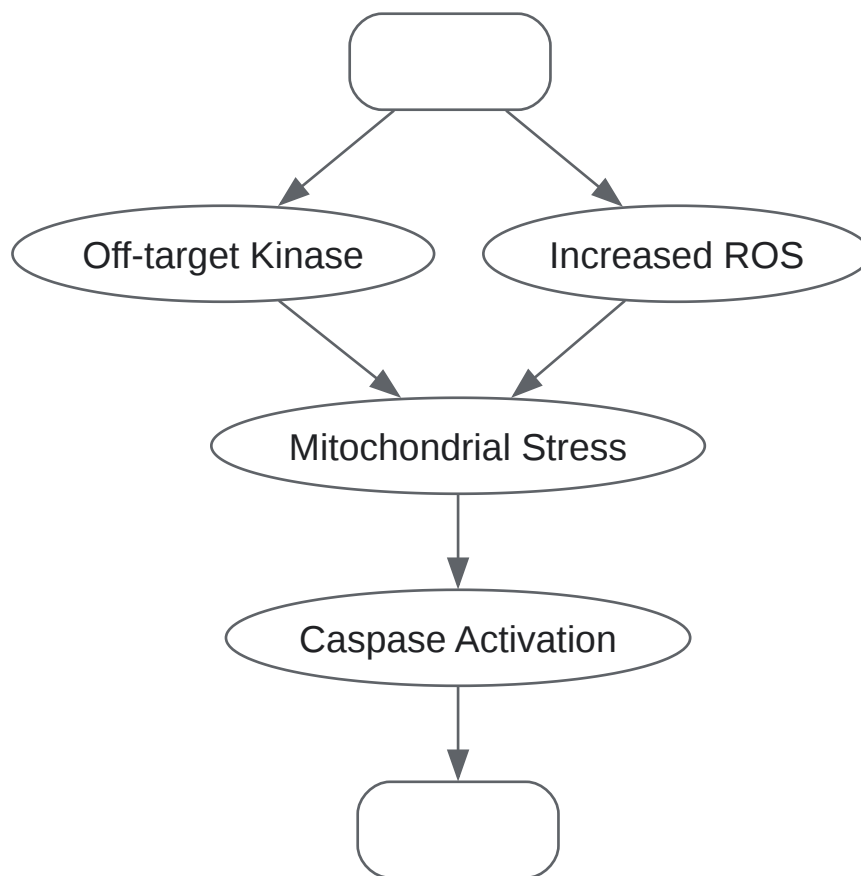 Off-target Kinase
Increased ROS
Mitochondrial Stress
Caspase Activation